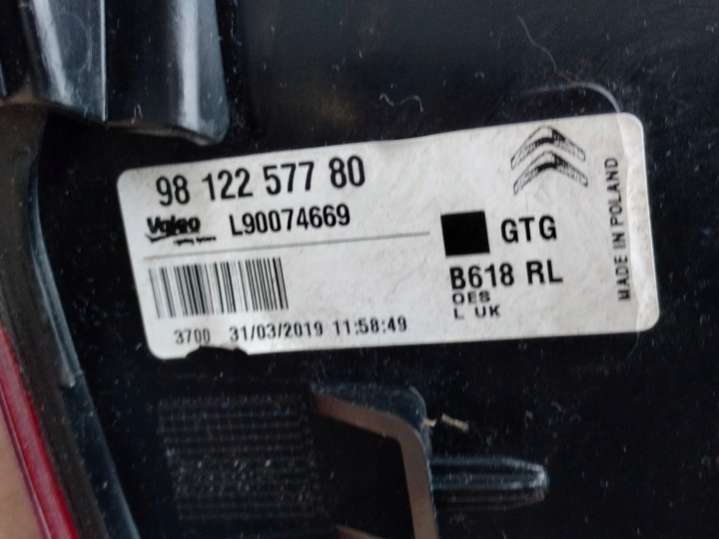 98 122 577 80
Valeo L90074669
GTG
B618 RL
OES
L UK
3700 31/03/2019 11:58:49
MADE IN POLAND